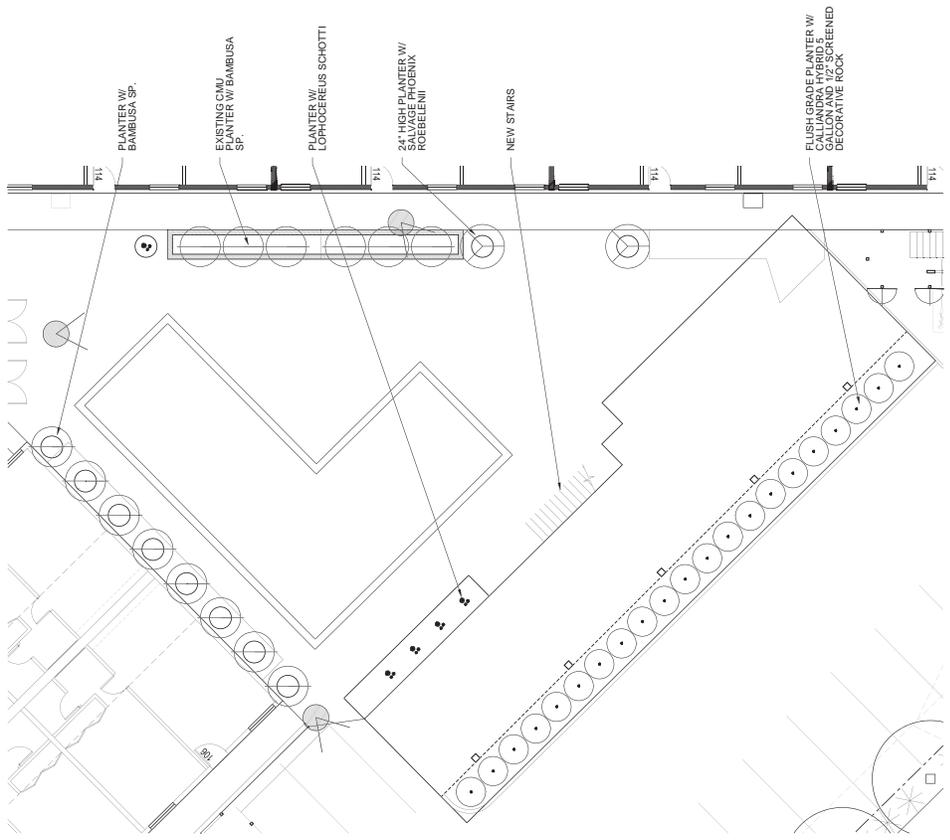 PLANTER W/
BAMBUSA SP.
EXISTING CMU
PLANTER W/ BAMBUSA
SP.
PLANTER W/
LOPHOCEREUS SCHOTTI
24" HIGH PLANTER W/
SALVAGE PHOENIX
ROEBELENII
NEW STAIRS
FLUSH GRADE PLANTER W/
CALLIANDRA HYBRID 5
GALLON AND 1/2" SCREENED
DECORATIVE ROCK
114
114
114
114
106